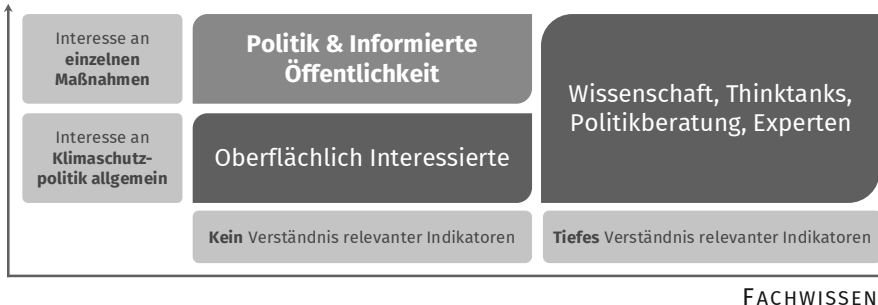 Interesse an
einzelnen
Maßnahmen
Politik & Informierte
Öffentlichkeit
Wissenschaft, Thinktanks,
Politikberatung, Experten
Interesse an
Klimaschutz-
politik allgemein
Oberflächlich Interessierte
Kein Verständnis relevanter Indikatoren
Tiefes Verständnis relevanter Indikatoren
FACHWISSEN